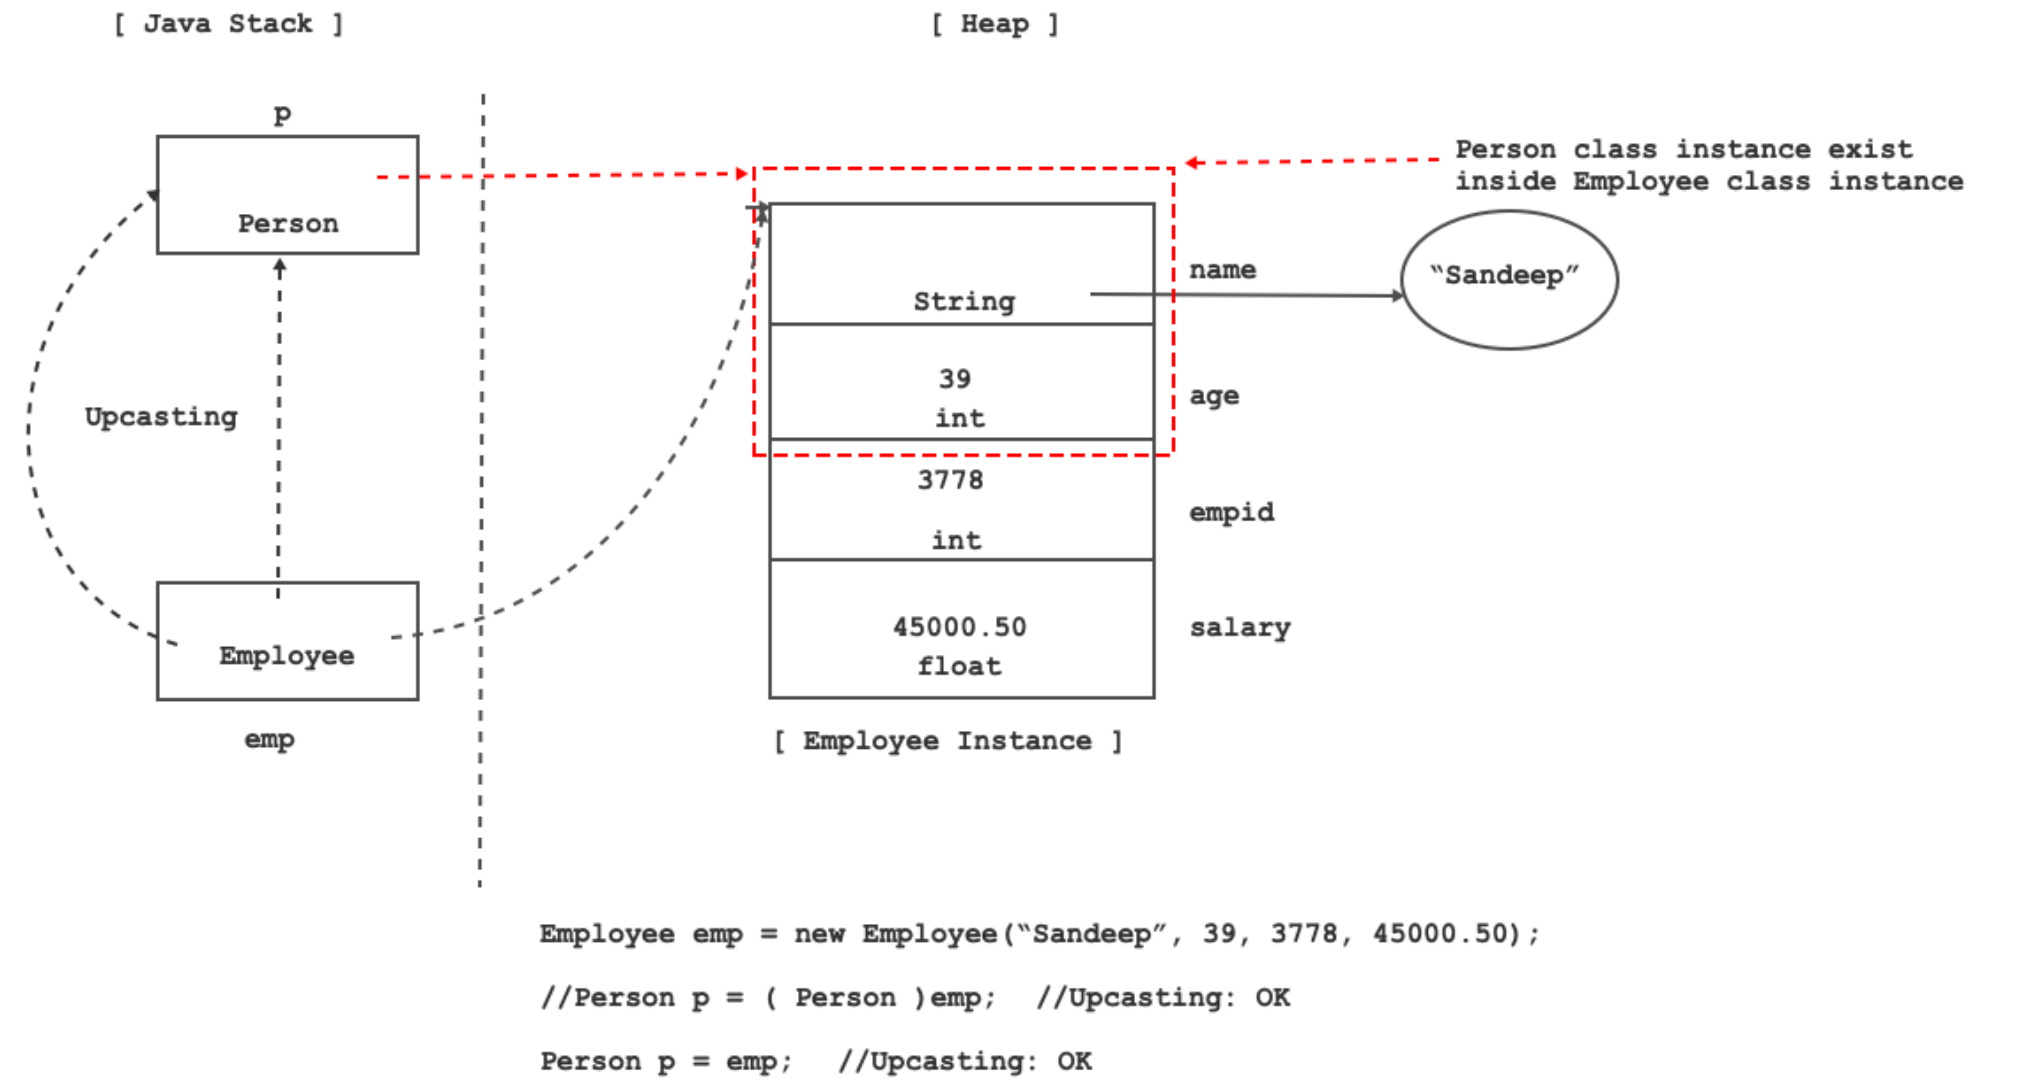 [ Java Stack ]
[ Heap ]
p
Person
Person class instance exist
inside Employee class instance
name
“Sandeep”
String
39
int
age
Upcasting
3778
int
empid
45000.50
float
salary
Employee
emp
[ Employee Instance ]
Employee emp = new Employee(“Sandeep”, 39, 3778, 45000.50);
//Person p = ( Person )emp; //Upcasting: OK
Person p = emp; //Upcasting: OK